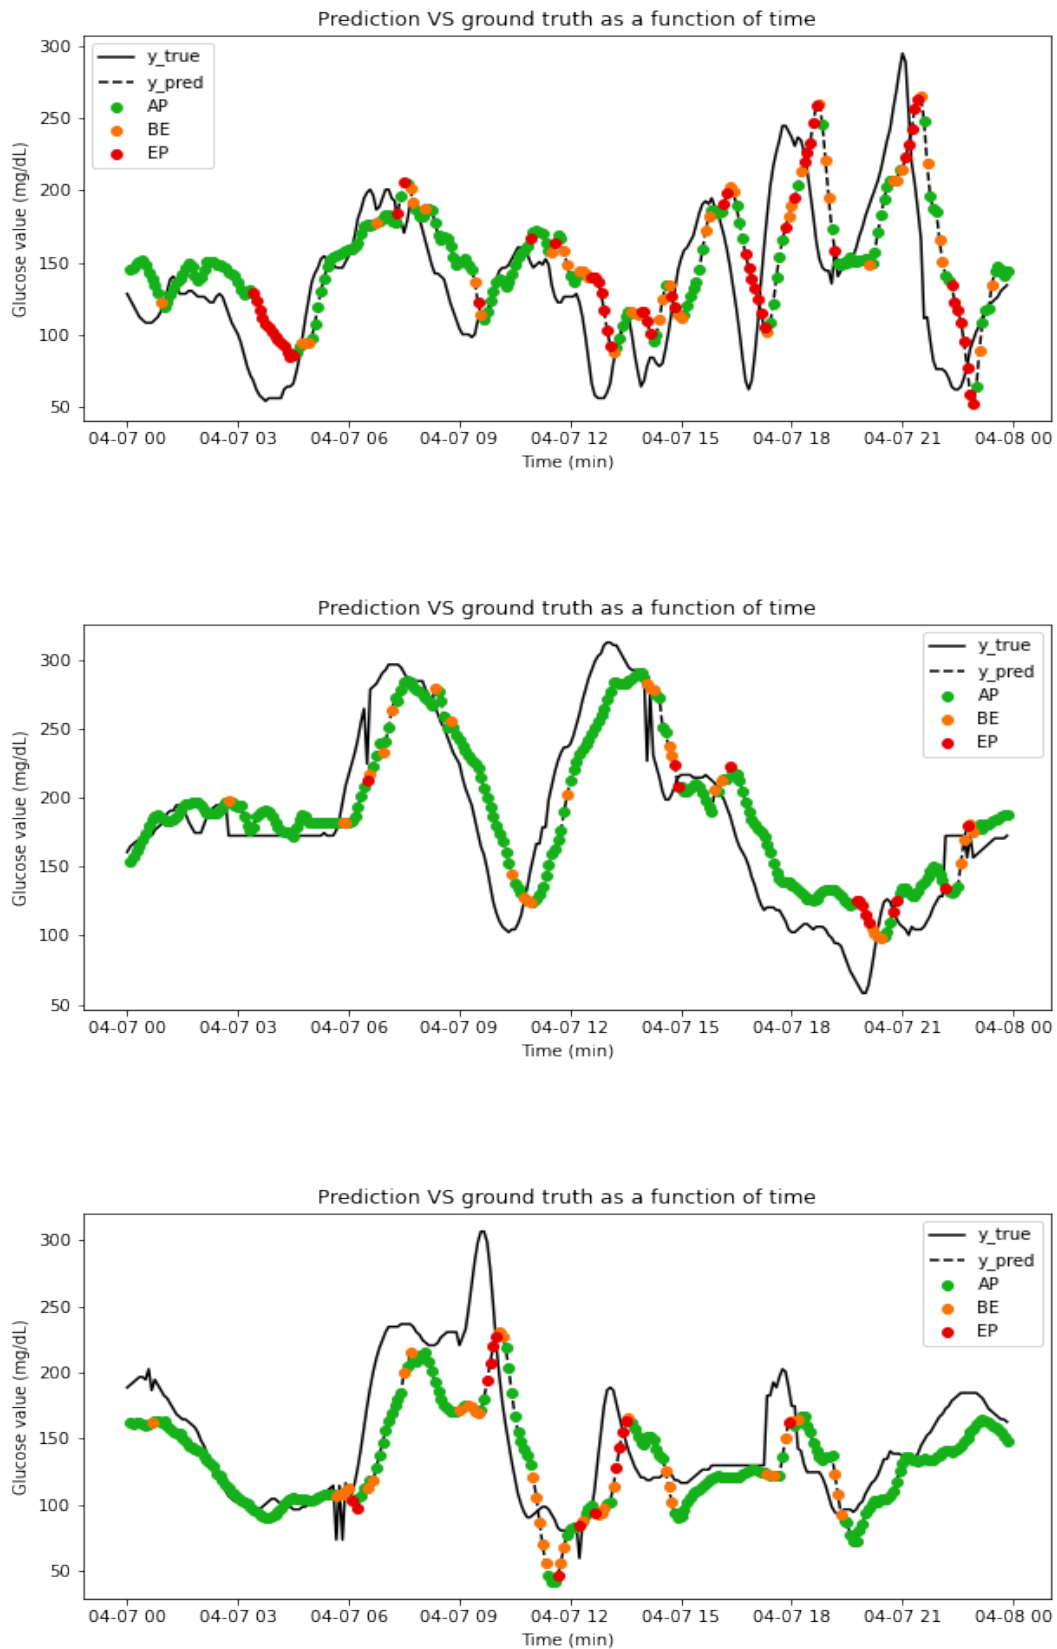 Prediction VS ground truth as a function of time
Glucose value (mg/dL)
300
250
200
150
100
50
y_true
y_pred
AP
BE
EP
04-07 00 04-07 03 04-07 06 04-07 09 04-07 12 04-07 15 04-07 18 04-07 21 04-08 00
Time (min)
Prediction VS ground truth as a function of time
Glucose value (mg/dL)
300
250
200
150
100
50
y_true
y_pred
AP
BE
EP
04-07 00 04-07 03 04-07 06 04-07 09 04-07 12 04-07 15 04-07 18 04-07 21 04-08 00
Time (min)
Prediction VS ground truth as a function of time
Glucose value (mg/dL)
300
250
200
150
100
50
y_true
y_pred
AP
BE
EP
04-07 00 04-07 03 04-07 06 04-07 09 04-07 12 04-07 15 04-07 18 04-07 21 04-08 00
Time (min)